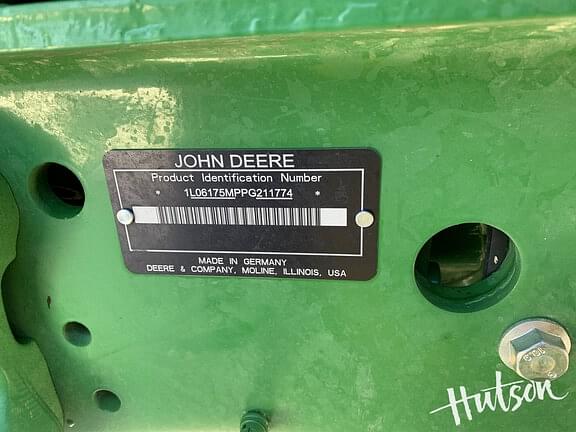 JOHN DEERE
Product Identification Number
* 1L06175MPPG211774 *
MADE IN GERMANY
DEERE & COMPANY, MOLINE, ILLINOIS, USA
Hutson